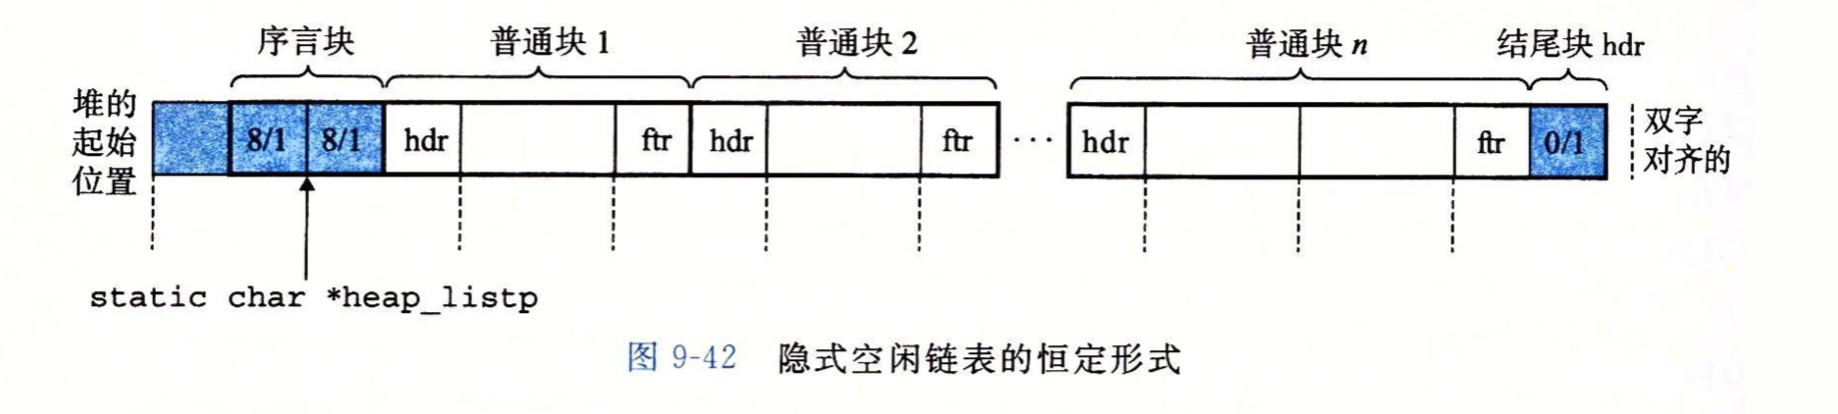 序言块 普通块 1 普通块 2 普通块 n 结尾块 hdr
堆的
起始
位置
8/1 8/1 hdr ftr hdr ftr ... hdr ftr 0/1
双字
对齐的
static char *heap_listp
图 9-42 隐式空闲链表的恒定形式